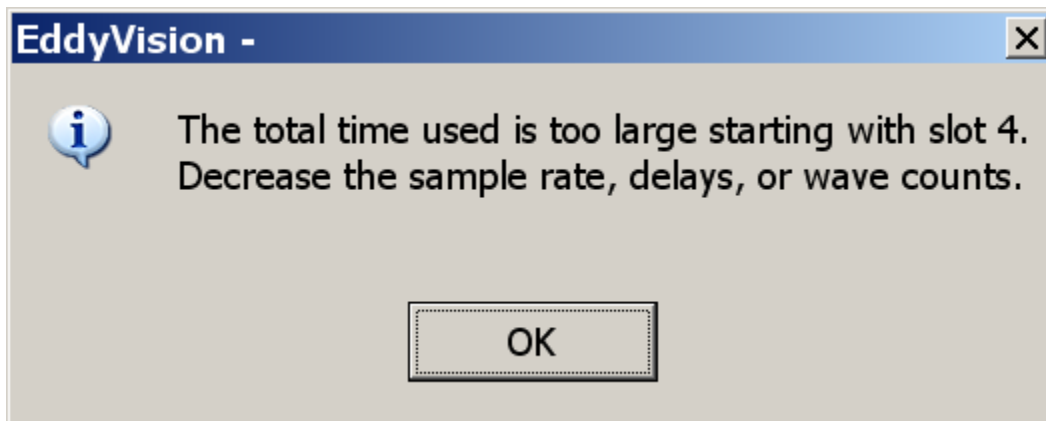 EddyVision -
The total time used is too large starting with slot 4.
Decrease the sample rate, delays, or wave counts.
OK